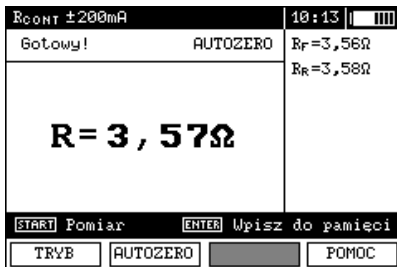 RCONT ±200mA 10:13
Gotowy! AUTOZERO RF=3,56Ω
RR=3,58Ω
R=3,57Ω
START Pomiar ENTER Wpisz do pamięci
TRYB AUTOZERO POMOC